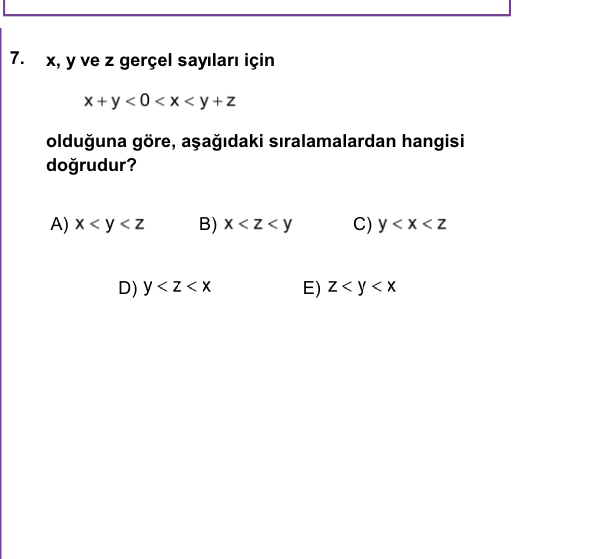 7. x, y ve z gerçel sayıları için
x + y < 0 < x < y + z
olduğuna göre, aşağıdaki sıralamalardan hangisi
doğrudur?
A) x < y < z B) x < z < y C) y < x < z
D) y < z < x E) z < y < x